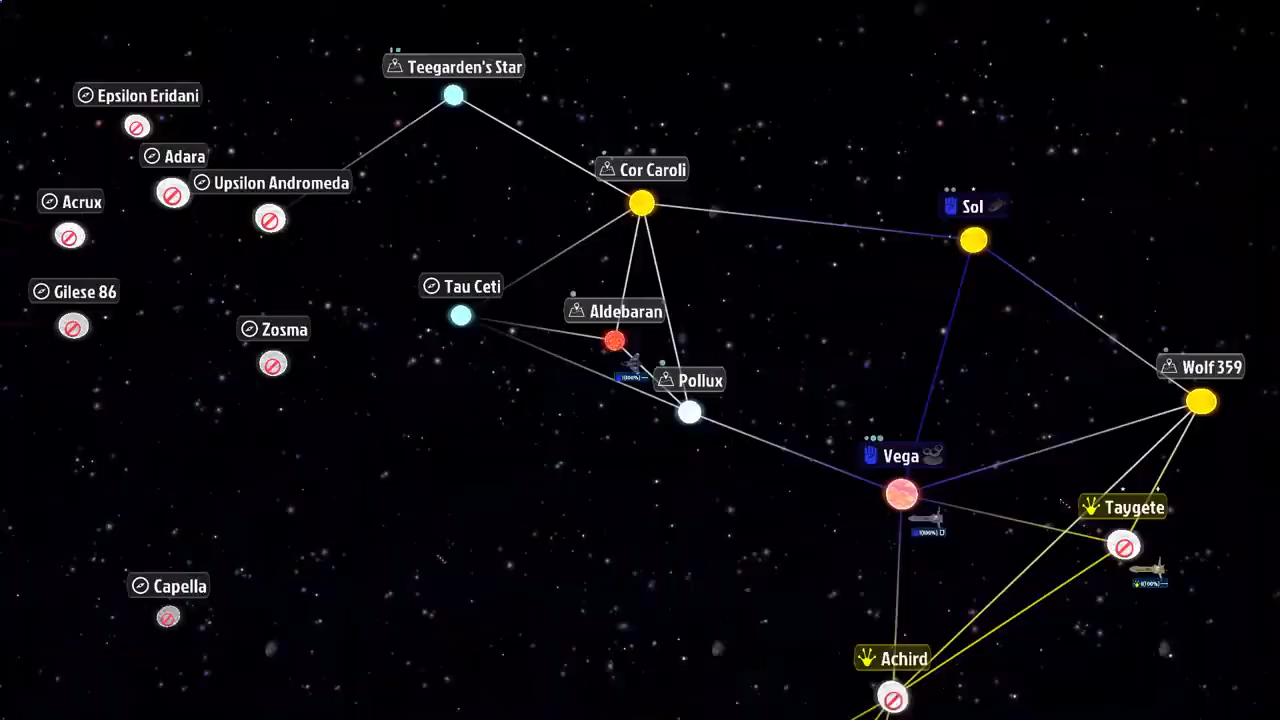 Teegarden's Star
Epsilon Eridani
Adara
Cor Caroli
Upsilon Andromeda
Acrux
Sol
Tau Ceti
Gilese 86
Aldebaran
Zosma
Wolf 359
Pollux
Vega
Taygete
Capella
Achird